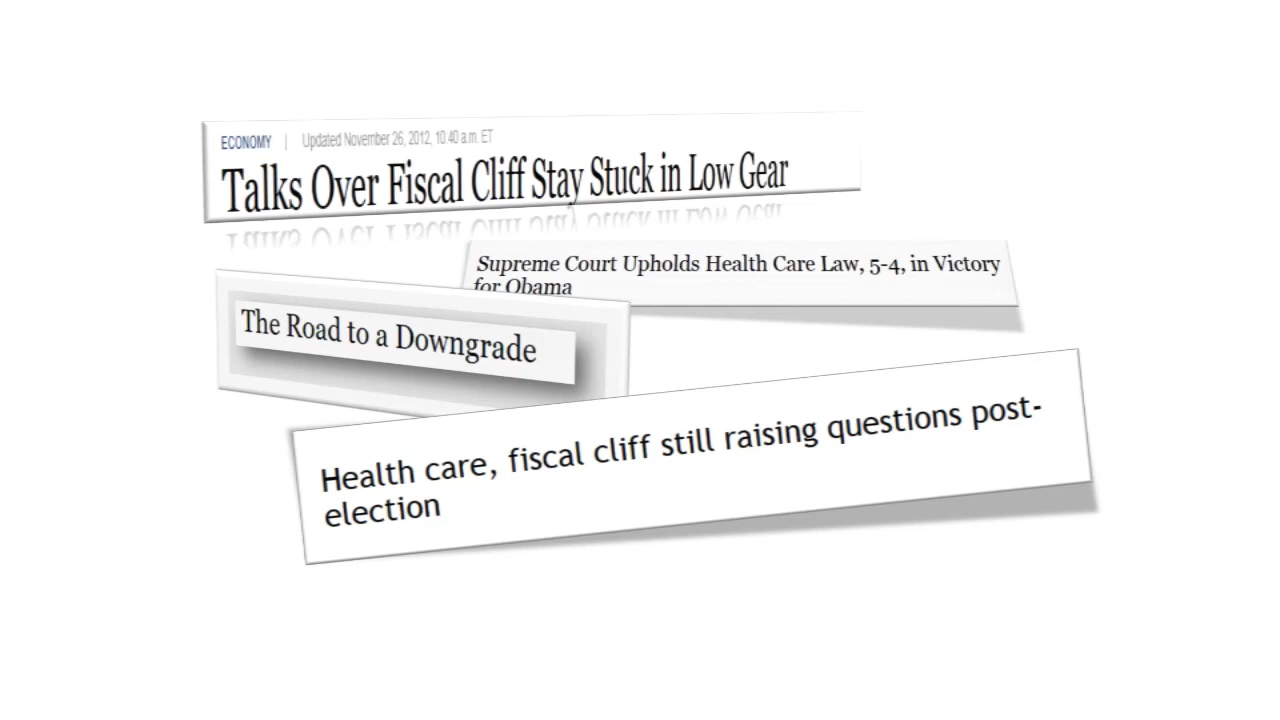 ECONOMY | Updated November 26, 2012, 10:40 a.m. ET
Talks Over Fiscal Cliff Stay Stuck in Low Gear
Supreme Court Upholds Health Care Law, 5-4, in Victory
for Obama
The Road to a Downgrade
Health care, fiscal cliff still raising questions post-
election